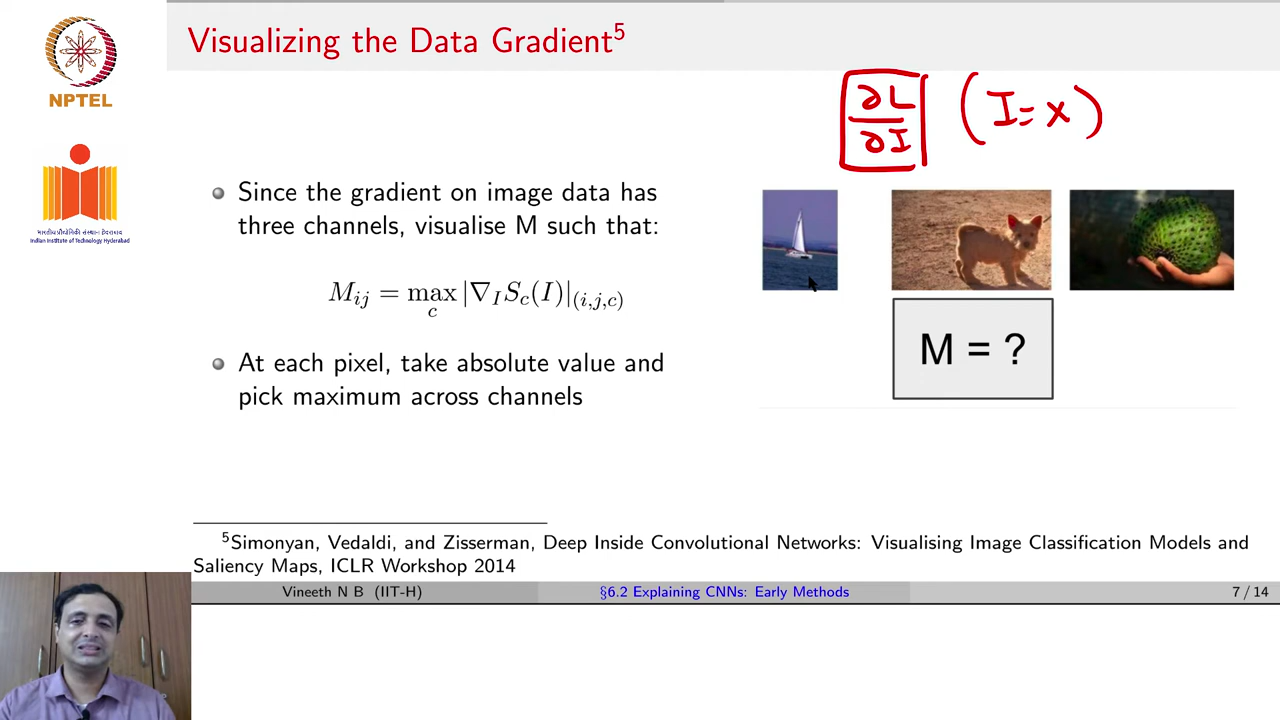 Visualizing the Data Gradient⁵
NPTEL
Indian Institute of Technology Hyderabad
∂L
∂I
(I = x)
Since the gradient on image data has
three channels, visualise M such that:
M_{ij} = max_c |∇_I S_c(I)|_{(i,j,c)}
At each pixel, take absolute value and
pick maximum across channels
M = ?
⁵Simonyan, Vedaldi, and Zisserman, Deep Inside Convolutional Networks: Visualising Image Classification Models and
Saliency Maps, ICLR Workshop 2014
Vineeth N B (IIT-H) §6.2 Explaining CNNs: Early Methods 7 / 14